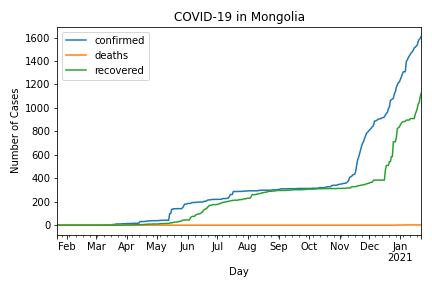 COVID-19 in Mongolia
confirmed
deaths
recovered
Number of Cases
1600
1400
1200
1000
800
600
400
200
0
Feb Mar Apr May Jun Jul Aug Sep Oct Nov Dec Jan
2021
Day